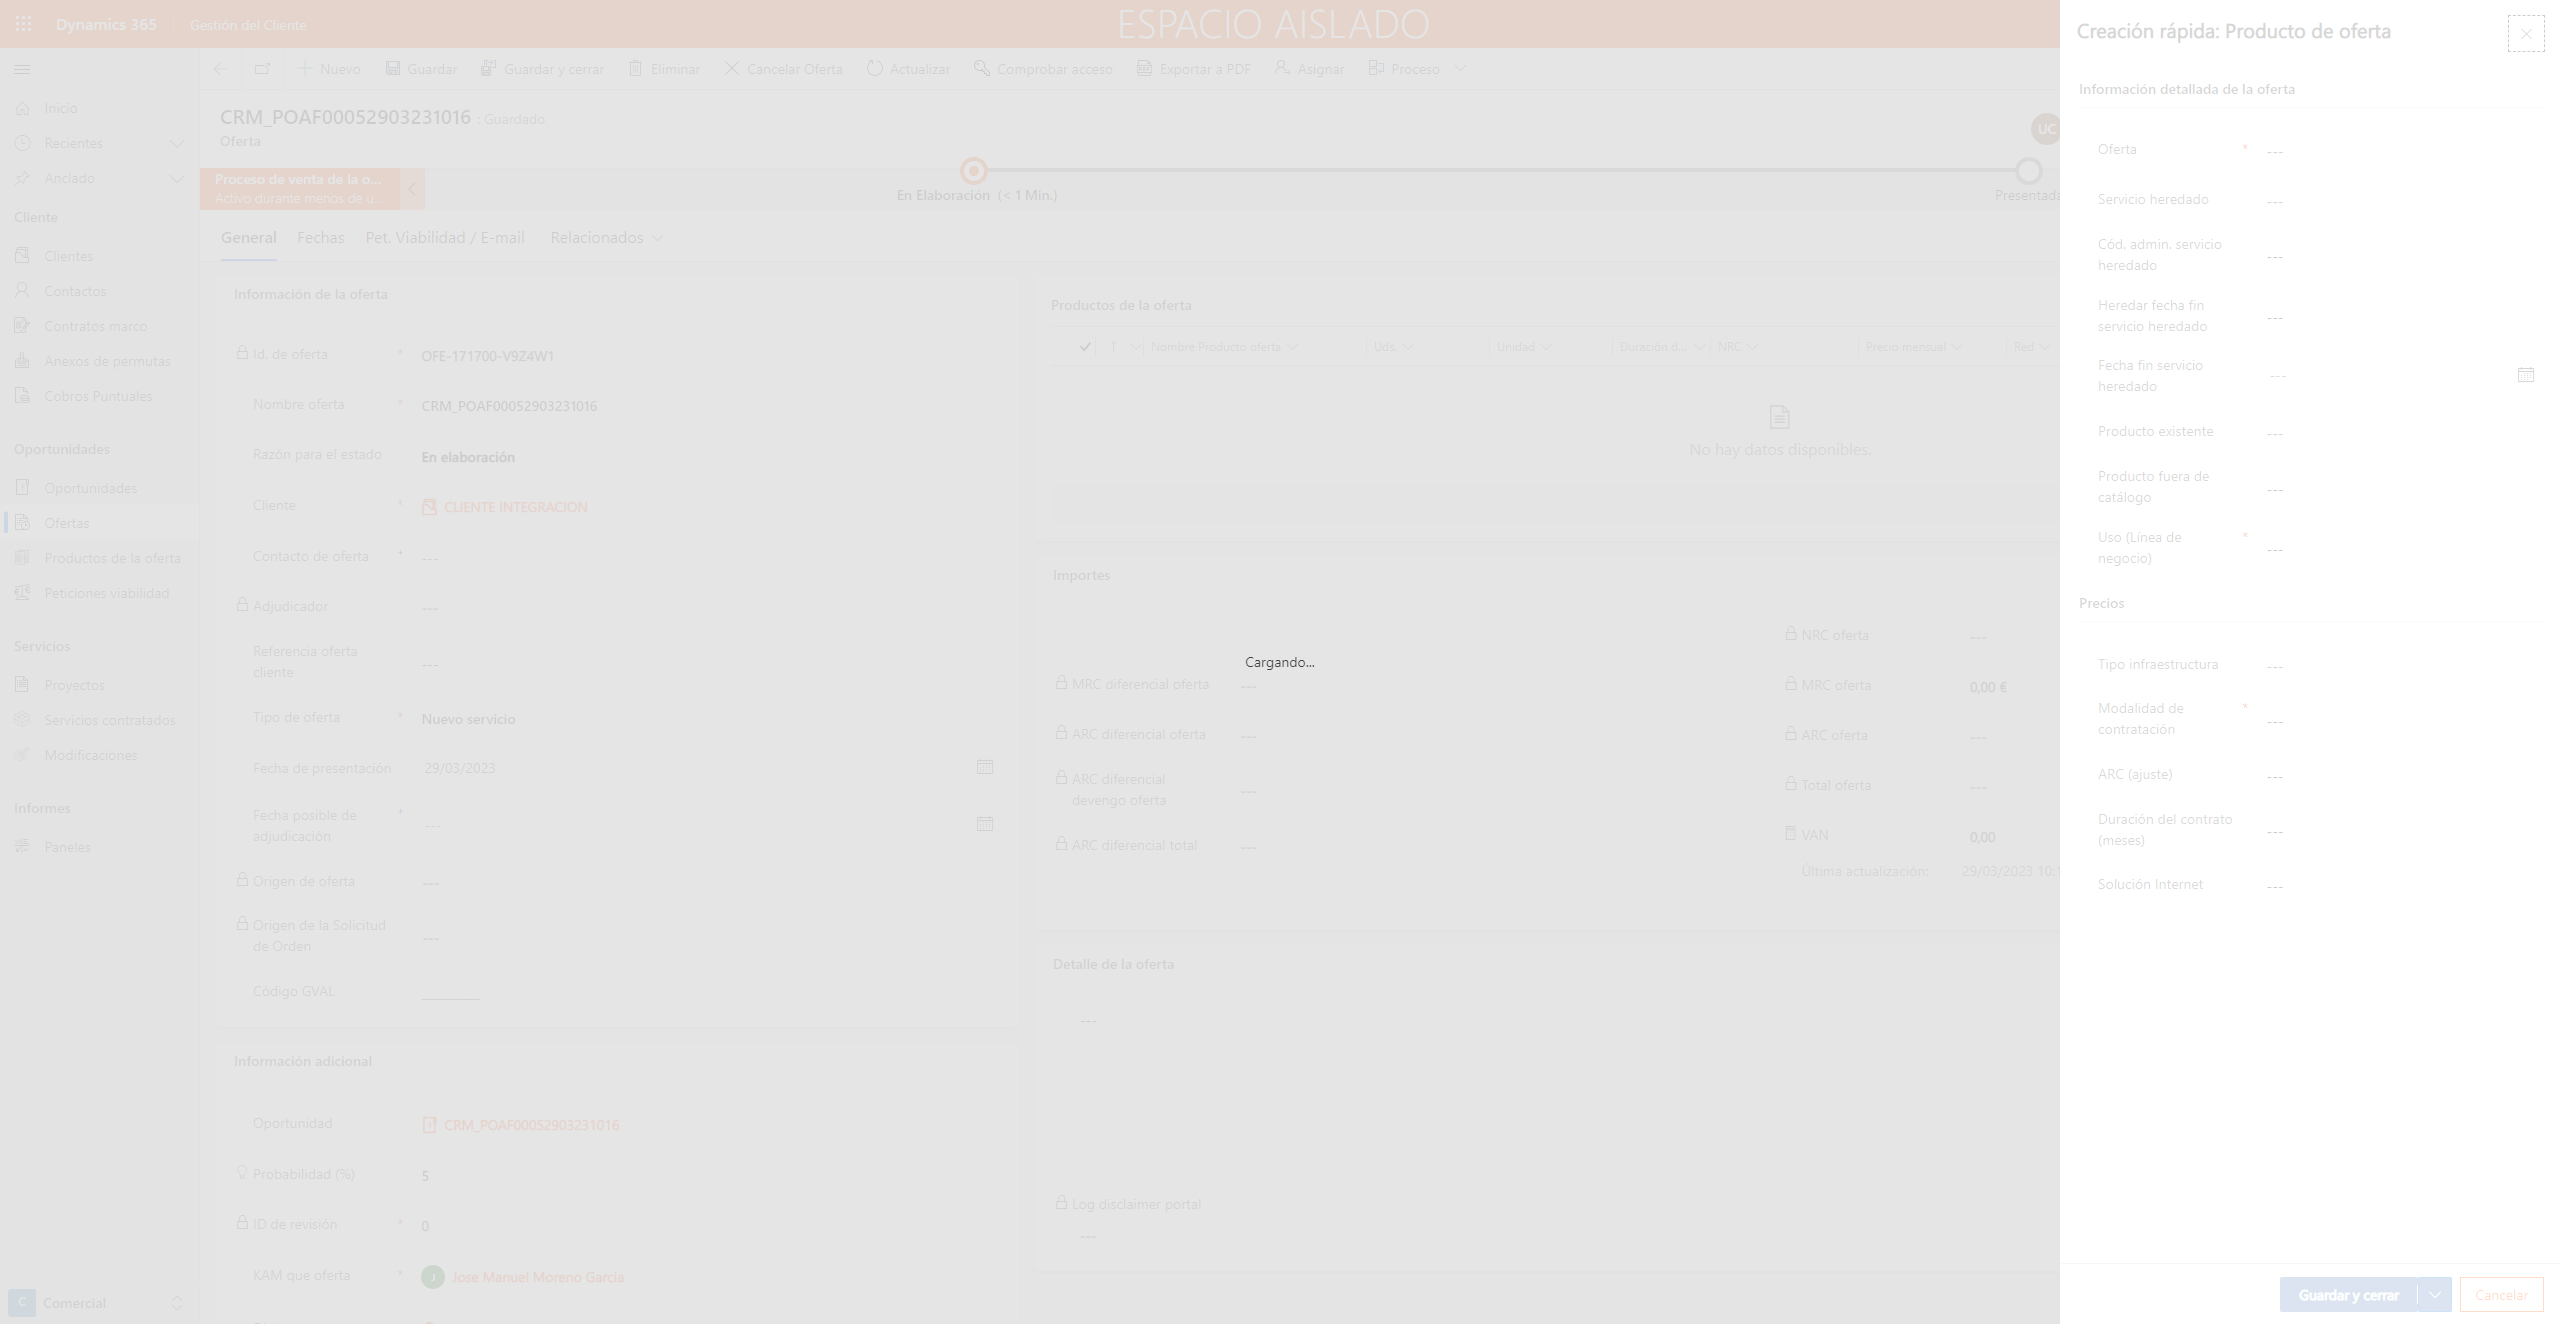 Dynamics 365
Gestión del Cliente
ESPACIO AISLADO
Nuevo
Guardar
Guardar y cerrar
Eliminar
Cancelar Oferta
Actualizar
Comprobar acceso
Exportar a PDF
Asignar
Proceso
Inicio
Recientes
Anclado
Cliente
Clientes
Contactos
Contratos marco
Anexos de permutas
Cobros Puntuales
Oportunidades
Oportunidades
Ofertas
Productos de la oferta
Peticiones viabilidad
Servicios
Proyectos
Servicios contratados
Modificaciones
Informes
Paneles
C
Comercial
CRM_POAF00052903231016 : Guardado
Oferta
UC
Proceso de venta de la o...
Activo durante menos de u...
En Elaboración (< 1 Min.)
Presentada
General
Fechas
Pet. Viabilidad / E-mail
Relacionados
Información de la oferta
Id. de oferta * OFE-171700-V9Z4W1
Nombre oferta * CRM_POAF00052903231016
Razón para el estado En elaboración
Cliente * CLIENTE INTEGRACION
Contacto de oferta + ---
Adjudicador ---
Referencia oferta
cliente ---
Tipo de oferta * Nuevo servicio
Fecha de presentación 29/03/2023
Fecha posible de
adjudicación * ---
Origen de oferta ---
Origen de la Solicitud
de Orden ---
Código GVAL __________
Información adicional
Oportunidad CRM_POAF00052903231016
Probabilidad (%) 5
ID de revisión * 0
KAM que oferta * J Jose Manuel Moreno Garcia
Productos de la oferta
Nombre Producto oferta
Uds.
Unidad
Duración d...
NRC
Precio mensual
Red
No hay datos disponibles.
Importes
NRC oferta ---
Cargando...
MRC diferencial oferta ---
MRC oferta 0,00 €
ARC diferencial oferta ---
ARC oferta ---
ARC diferencial
devengo oferta ---
Total oferta ---
ARC diferencial total ---
VAN 0,00
Última actualización: 29/03/2023 10:1
Detalle de la oferta
---
Log disclaimer portal
---
Creación rápida: Producto de oferta
Información detallada de la oferta
Oferta * ---
Servicio heredado ---
Cód. admin. servicio
heredado ---
Heredar fecha fin
servicio heredado ---
Fecha fin servicio
heredado ---
Producto existente ---
Producto fuera de
catálogo ---
Uso (Línea de
negocio) * ---
Precios
Tipo infraestructura ---
Modalidad de
contratación * ---
ARC (ajuste) ---
Duración del contrato
(meses) ---
Solución Internet ---
Guardar y cerrar
Cancelar